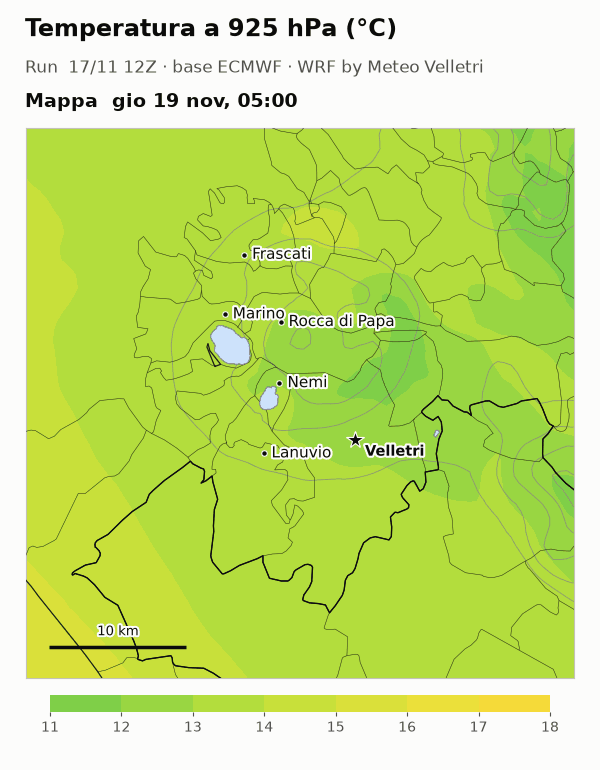 Temperatura a 925 hPa (°C)
Run  17/11 12Z · base ECMWF · WRF by Meteo Velletri
Mappa  gio 19 nov, 05:00
Frascati
Marino
Rocca di Papa
Nemi
Velletri
Lanuvio
10 km
11 12 13 14 15 16 17 18